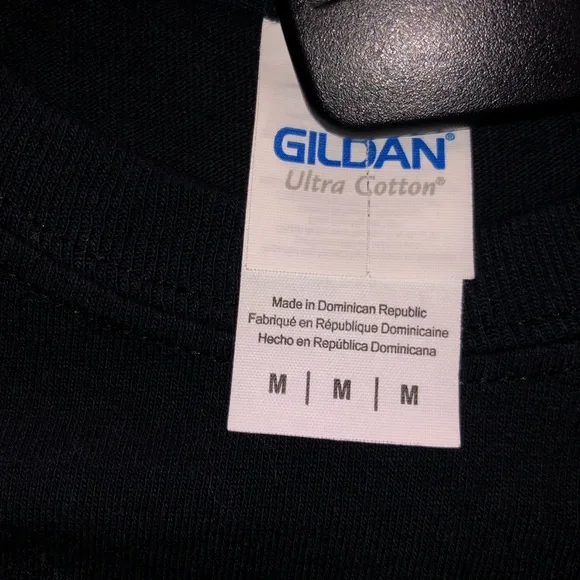 GILDAN®
Ultra Cotton®
Made in Dominican Republic
Fabriqué en République Dominicaine
Hecho en República Dominicana
M | M | M